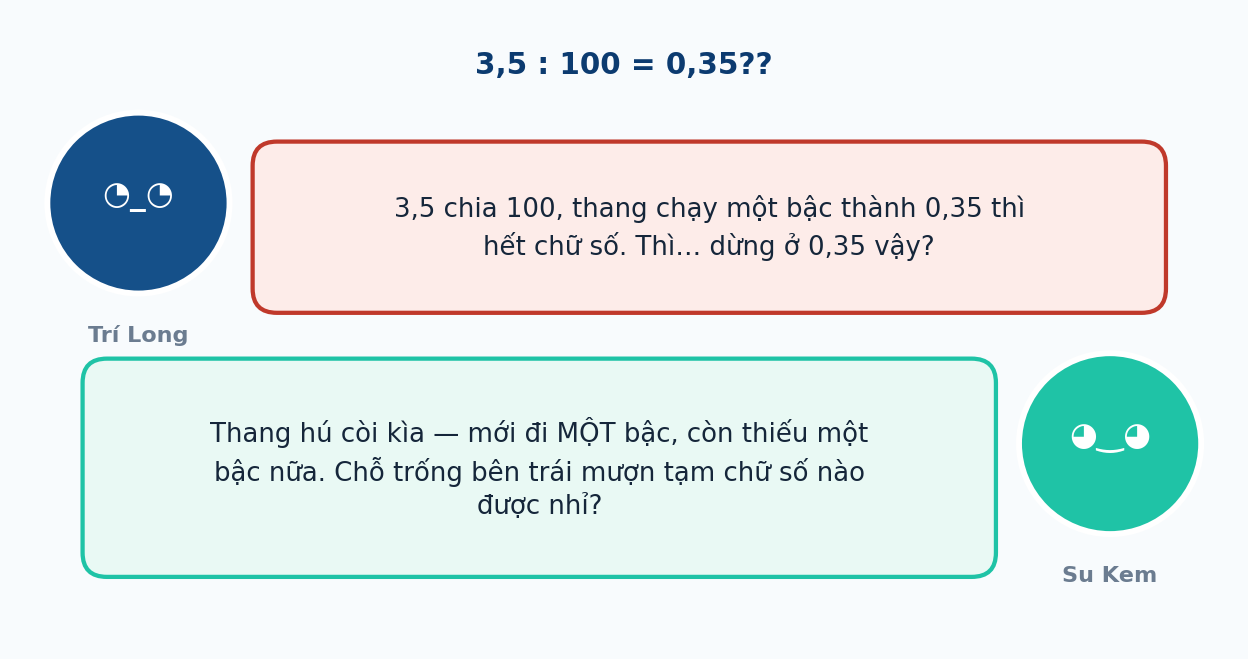 3,5 : 100 = 0,35??
3,5 chia 100, thang chạy một bậc thành 0,35 thì
hết chữ số. Thì… dừng ở 0,35 vậy?
Trí Long
Thang hú còi kìa — mới đi MỘT bậc, còn thiếu một
bậc nữa. Chỗ trống bên trái mượn tạm chữ số nào
được nhỉ?
Su Kem